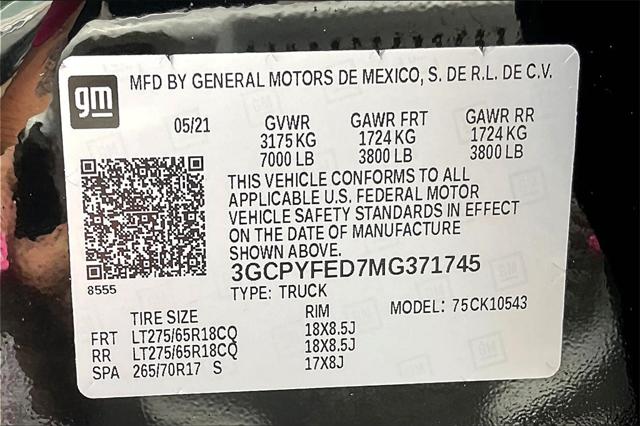 gm
MFD BY GENERAL MOTORS DE MEXICO, S. DE R.L. DE C.V.
05/21 GVWR GAWR FRT GAWR RR
3175 KG 1724 KG 1724 KG
7000 LB 3800 LB 3800 LB
THIS VEHICLE CONFORMS TO ALL
APPLICABLE U.S. FEDERAL MOTOR
VEHICLE SAFETY STANDARDS IN EFFECT
ON THE DATE OF MANUFACTURE
SHOWN ABOVE.
8555
3GCPYFED7MG371745
TYPE: TRUCK MODEL: 75CK10543
TIRE SIZE RIM
FRT LT275/65R18CQ 18X8.5J
RR LT275/65R18CQ 18X8.5J
SPA 265/70R17 S 17X8J